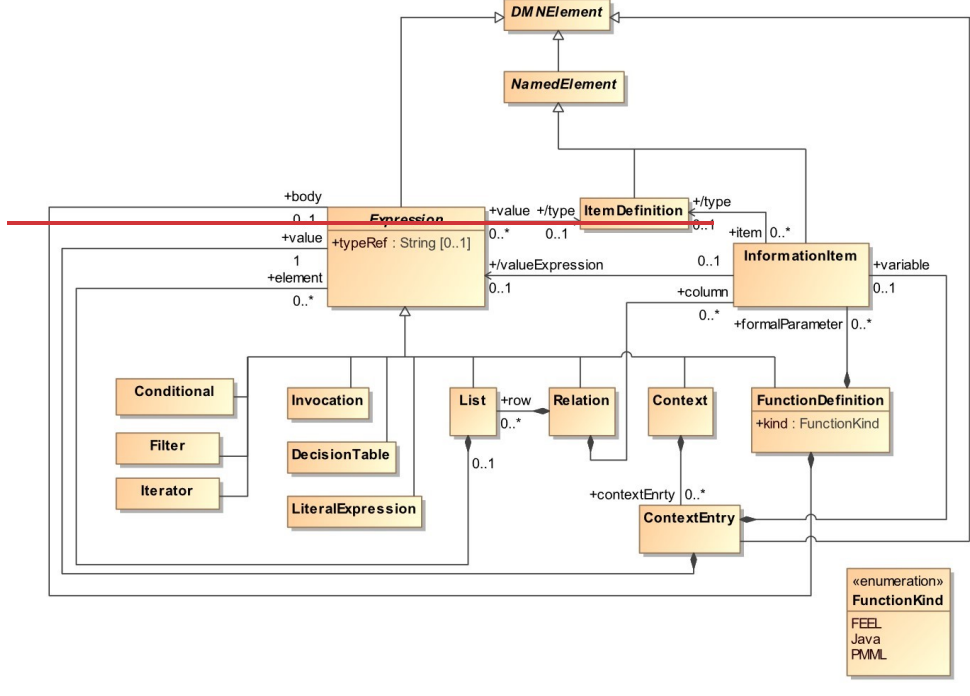 DMNElement
NamedElement
+body
0..1
Expression
+typeRef : String [0..1]
+value
1
+element
0..*
+value
0..*
+/type
0..1
ItemDefinition
+/type
0..1
+item
0..*
InformationItem
+/valueExpression
0..1
0..1
+variable
0..1
+column
0..*
+formalParameter
0..*
Conditional
Filter
Iterator
Invocation
DecisionTable
LiteralExpression
List
+row
0..*
0..1
Relation
Context
FunctionDefinition
+kind : FunctionKind
+contextEnrty
0..*
ContextEntry
«enumeration»
FunctionKind
FEEL
Java
PMML